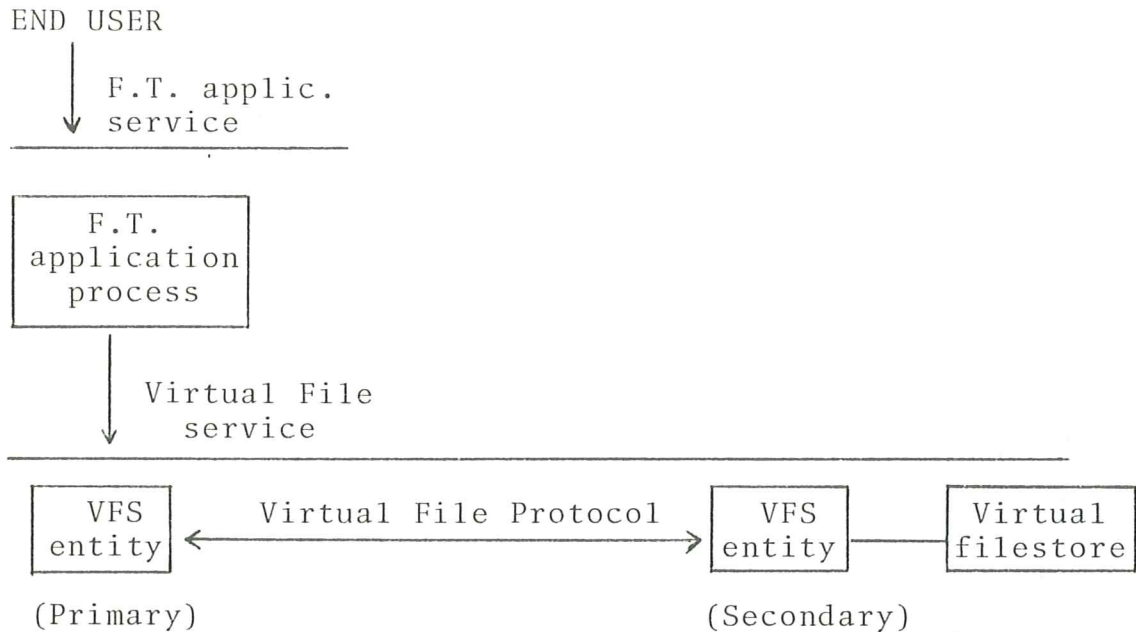 END USER
F.T. applic.
service
F.T.
application
process
Virtual File
service
VFS
entity
Virtual File Protocol
VFS
entity
Virtual
filestore
(Primary)
(Secondary)